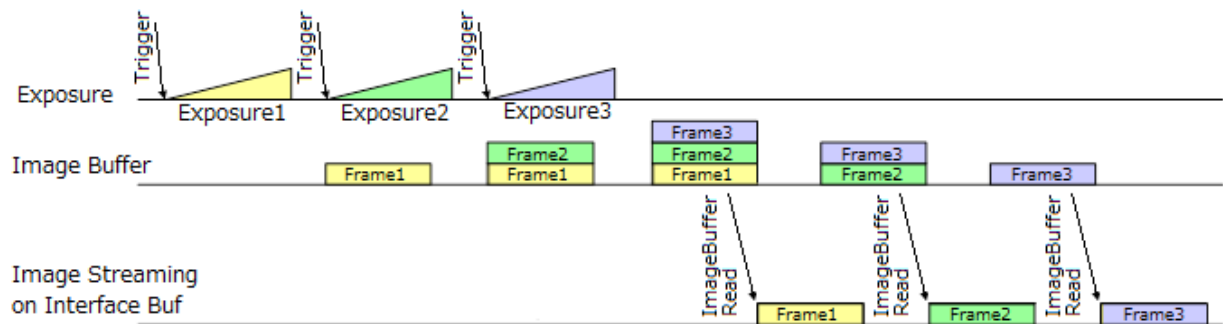 Trigger
Trigger
Trigger
Exposure
Exposure1
Exposure2
Exposure3
Frame3
Frame2
Frame2
Frame3
Image Buffer
Frame1
Frame1
Frame1
Frame2
Frame3
ImageBuffer
Read
ImageBuffer
Read
ImageBuffer
Read
Image Streaming
on Interface Buf
Frame1
Frame2
Frame3